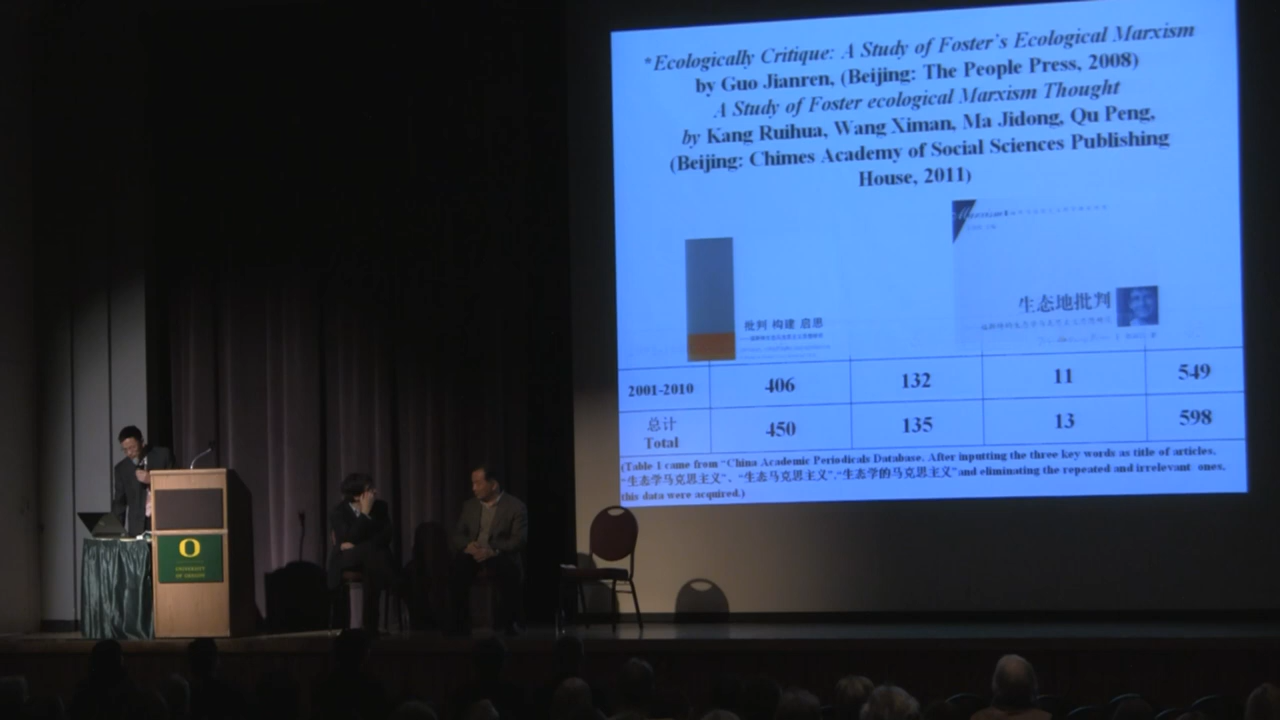 *Ecologically Critique: A Study of Foster's Ecological Marxism
by Guo Jianren, (Beijing: The People Press, 2008)
A Study of Foster ecological Marxism Thought
by Kang Ruihua, Wang Ximan, Ma Jidong, Qu Peng,
(Beijing: Chimes Academy of Social Sciences Publishing
House, 2011)
批判 构建 启思
生态地批判
2001-2010 406 132 11 549
总计
Total 450 135 13 598
(Table 1 came from "China Academic Periodicals Database. After inputting the three key words as title of articles,
"生态学马克思主义", "生态马克思主义","生态学的马克思主义"and eliminating the repeated and irrelevant ones,
this data were acquired.)
O
UNIVERSITY
OF OREGON